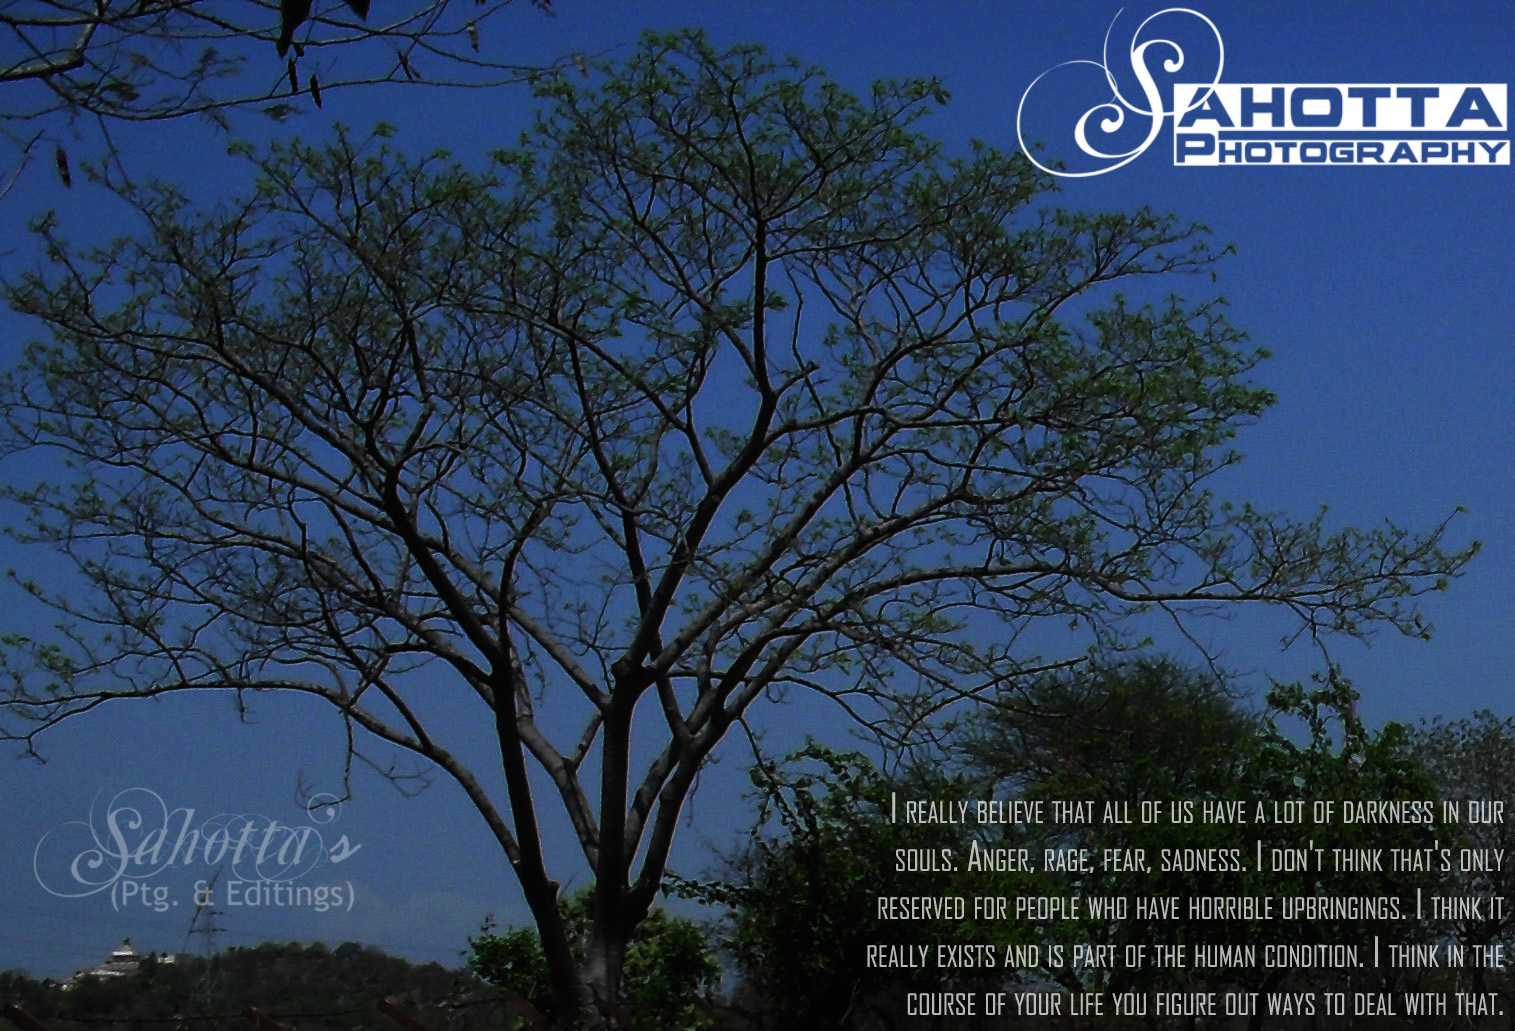 SAHOTTA
PHOTOGRAPHY
Sahotta's
(Ptg. & Editings)
I REALLY BELIEVE THAT ALL OF US HAVE A LOT OF DARKNESS IN OUR
SOULS. ANGER, RAGE, FEAR, SADNESS. I DON'T THINK THAT'S ONLY
RESERVED FOR PEOPLE WHO HAVE HORRIBLE UPBRINGINGS. I THINK IT
REALLY EXISTS AND IS PART OF THE HUMAN CONDITION. I THINK IN THE
COURSE OF YOUR LIFE YOU FIGURE OUT WAYS TO DEAL WITH THAT.